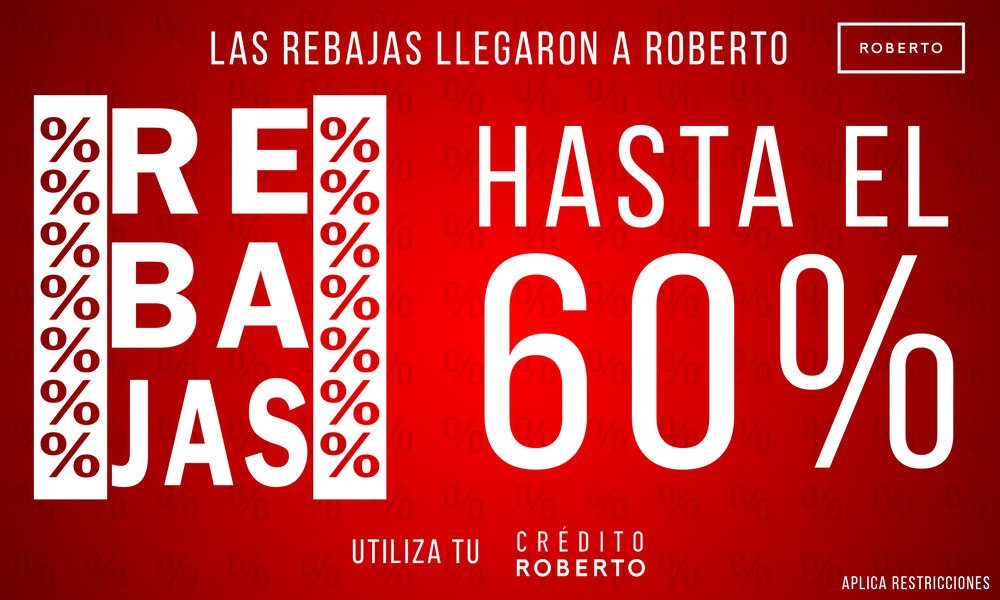 LAS REBAJAS LLEGARON A ROBERTO
ROBERTO
% RE %
% BA %
% JAS %
HASTA EL
60%
UTILIZA TU
CRÉDITO
ROBERTO
APLICA RESTRICCIONES